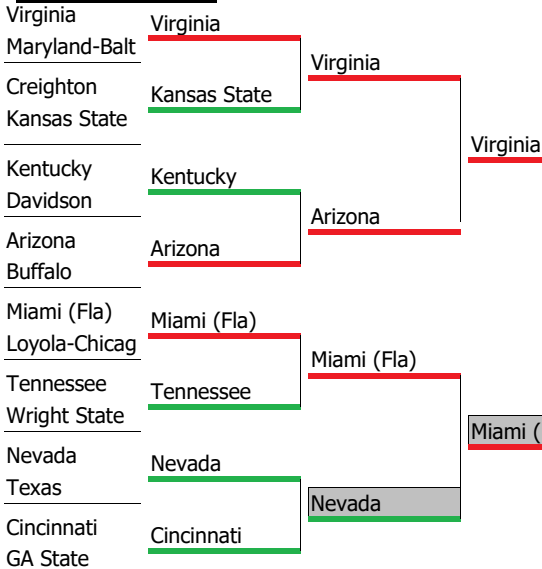 Virginia
Maryland-Balt
Creighton
Kansas State
Kentucky
Davidson
Arizona
Buffalo
Miami (Fla)
Loyola-Chicag
Tennessee
Wright State
Nevada
Texas
Cincinnati
GA State
Virginia
Kansas State
Kentucky
Arizona
Miami (Fla)
Tennessee
Nevada
Cincinnati
Virginia
Arizona
Miami (Fla)
Nevada
Virginia
Miami (